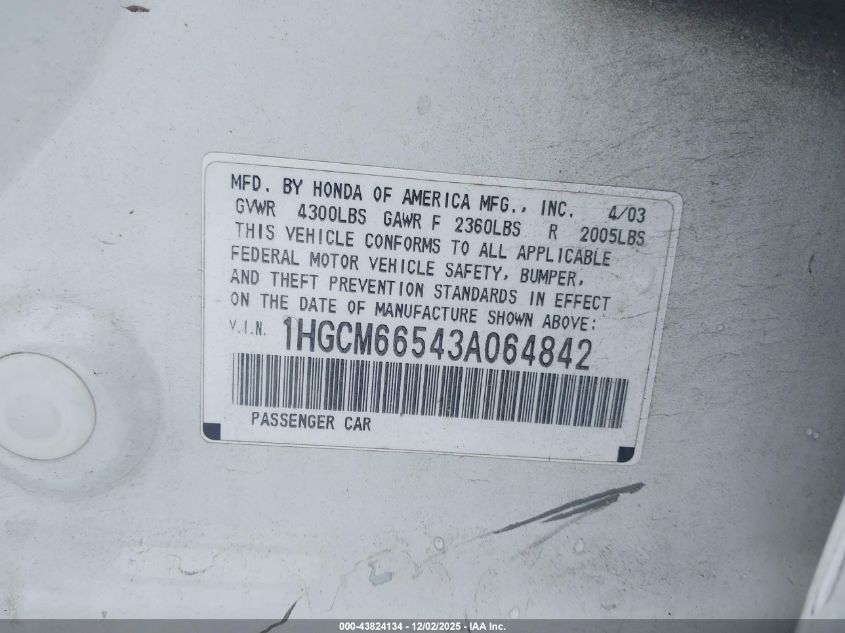 MFD. BY HONDA OF AMERICA MFG., INC. 4/03
GVWR 4300LBS GAWR F 2360LBS R 2005LBS
THIS VEHICLE CONFORMS TO ALL APPLICABLE
FEDERAL MOTOR VEHICLE SAFETY, BUMPER,
AND THEFT PREVENTION STANDARDS IN EFFECT
ON THE DATE OF MANUFACTURE SHOWN ABOVE:
V.I.N. 1HGCM66543A064842
PASSENGER CAR
000-43824134 - 12/02/2025 - IAA Inc.